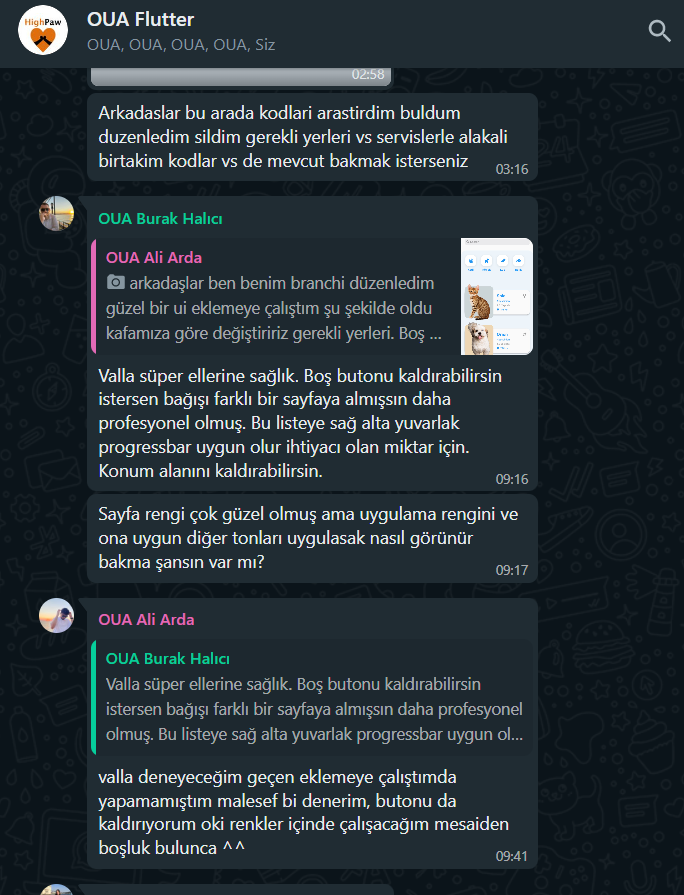 HighPaw
OUA Flutter
OUA, OUA, OUA, OUA, Siz
02:58
Arkadaslar bu arada kodlari arastirdim buldum
duzenledim sildim gerekli yerleri vs servislerle alakali
birtakim kodlar vs de mevcut bakmak isterseniz
03:16
OUA Burak Halıcı
OUA Ali Arda
arkadaşlar ben benim branchi düzenledim
güzel bir ui eklemeye çalıştım şu şekilde oldu
kafamıza göre değiştiririz gerekli yerleri. Boş ...
Valla süper ellerine sağlık. Boş butonu kaldırabilirsin
istersen bağışı farklı bir sayfaya almışsın daha
profesyonel olmuş. Bu listeye sağ alta yuvarlak
progressbar uygun olur ihtiyacı olan miktar için.
Konum alanını kaldırabilirsin.
09:16
Sayfa rengi çok güzel olmuş ama uygulama rengini ve
ona uygun diğer tonları uygulasak nasıl görünür
bakma şansın var mı?
09:17
OUA Ali Arda
OUA Burak Halıcı
Valla süper ellerine sağlık. Boş butonu kaldırabilirsin
istersen bağışı farklı bir sayfaya almışsın daha profesyonel
olmuş. Bu listeye sağ alta yuvarlak progressbar uygun ol...
valla deneyeceğim geçen eklemeye çalıştımda
yapamamıştım malesef bi denerim, butonu da
kaldırıyorum oki renkler içinde çalışacağım mesaiden
boşluk bulunca ^^
09:41